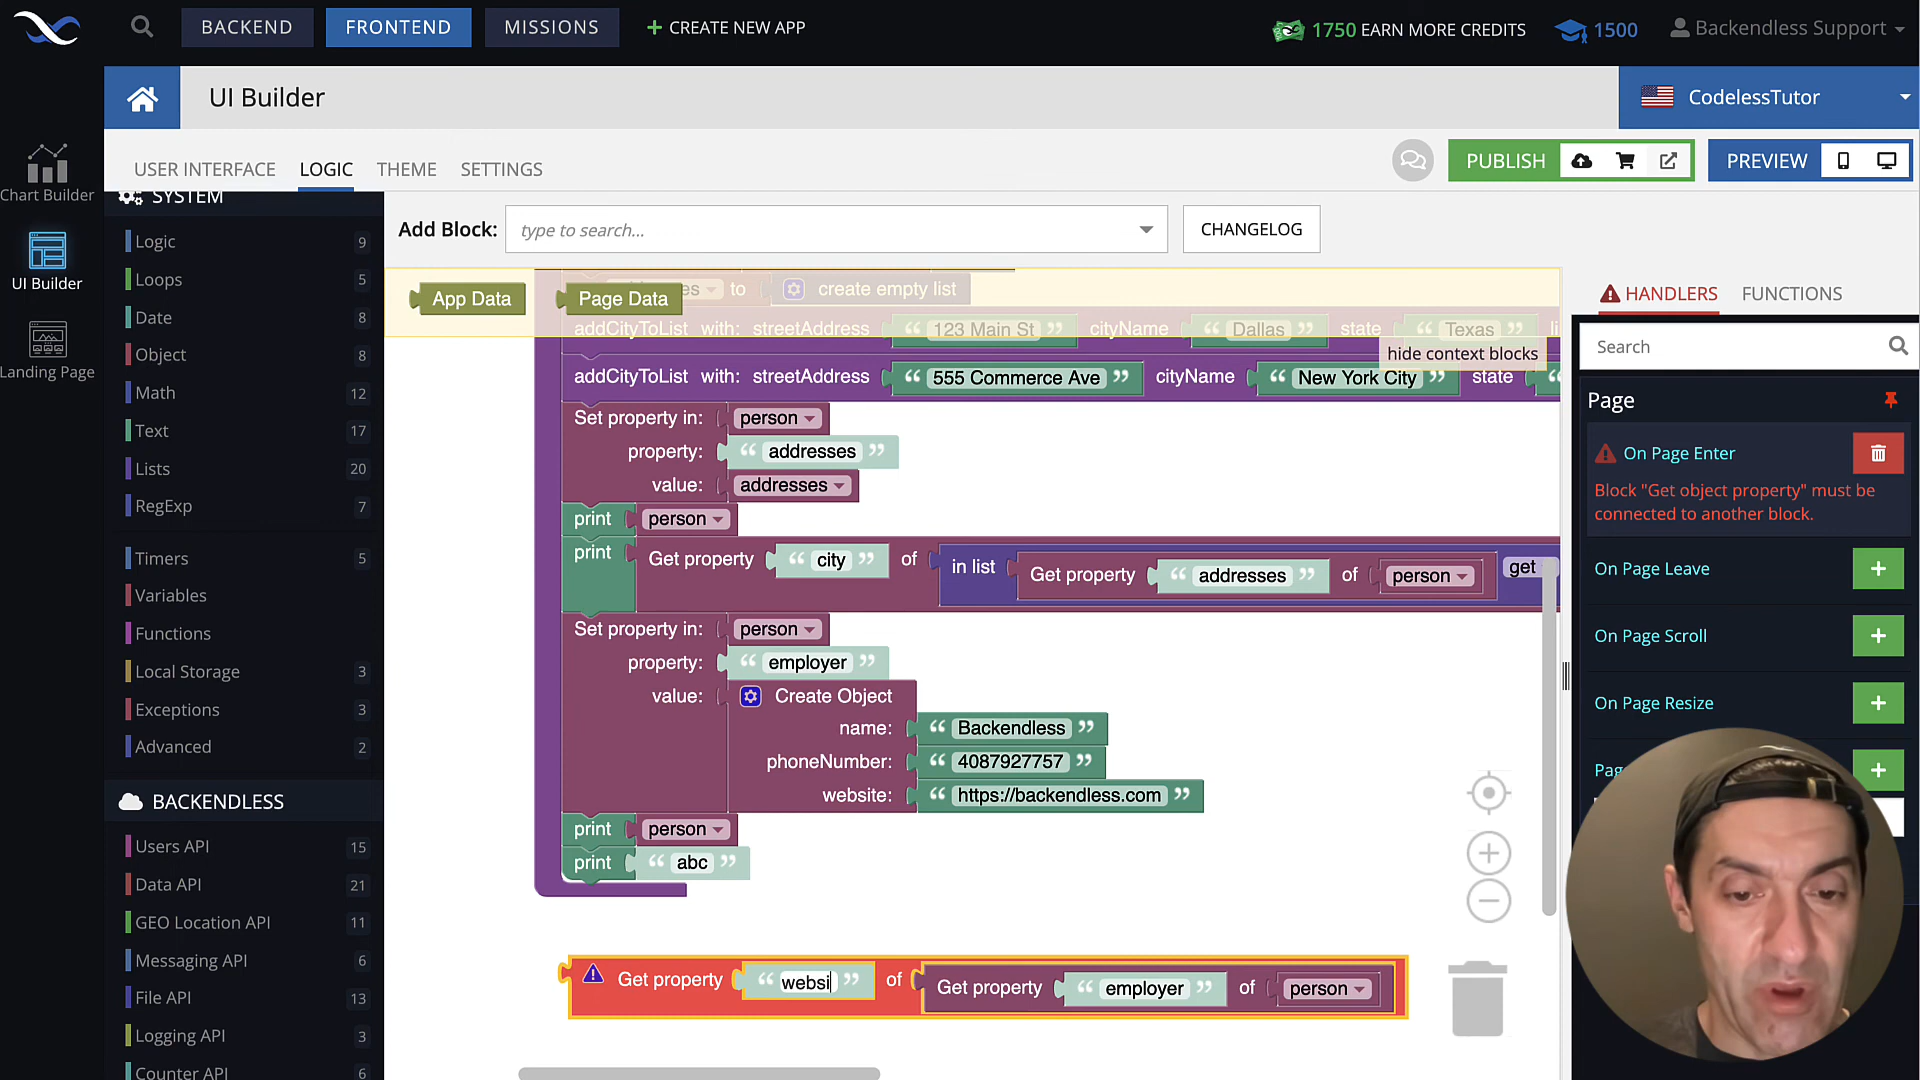 BACKEND
FRONTEND
MISSIONS
+ CREATE NEW APP
1750 EARN MORE CREDITS
1500
Backendless Support
UI Builder
CodelessTutor
Chart Builder
UI Builder
Landing Page
USER INTERFACE
LOGIC
THEME
SETTINGS
PUBLISH
PREVIEW
SYSTEM
Logic 9
Loops 5
Date 8
Object 8
Math 12
Text 17
Lists 20
RegExp 7
Timers 5
Variables
Functions
Local Storage 3
Exceptions 3
Advanced 2
BACKENDLESS
Users API 15
Data API 21
GEO Location API 11
Messaging API 6
File API 13
Logging API 3
Counter API 6
Add Block:
type to search...
CHANGELOG
App Data
Page Data
to create empty list
addCityToList with: streetAddress “ 123 Main St ” cityName “ Dallas ” state “ Texas ”
hide context blocks
addCityToList with: streetAddress “ 555 Commerce Ave ” cityName “ New York City ” state “
Set property in: person
property: “ addresses ”
value: addresses
print person
print Get property “ city ” of in list Get property “ addresses ” of person get
Set property in: person
property: “ employer ”
value: Create Object
name: “ Backendless ”
phoneNumber: “ 4087927757 ”
website: “ https://backendless.com ”
print person
print “ abc ”
Get property “ websi ” of Get property “ employer ” of person
HANDLERS
FUNCTIONS
Search
Page
On Page Enter
Block "Get object property" must be
connected to another block.
On Page Leave
On Page Scroll
On Page Resize